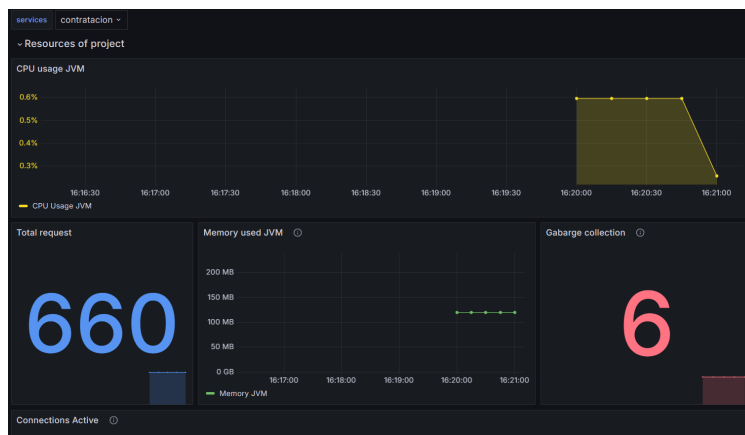 services contratacion
Resources of project
CPU usage JVM
0.6%
0.5%
0.4%
0.3%
16:16:30 16:17:00 16:17:30 16:18:00 16:18:30 16:19:00 16:19:30 16:20:00 16:20:30 16:21:00
CPU Usage JVM
Total request
660
Memory used JVM
200 MB
150 MB
100 MB
50 MB
0 GB
16:17:00 16:18:00 16:19:00 16:20:00 16:21:00
Memory JVM
Gabarge collection
6
Connections Active